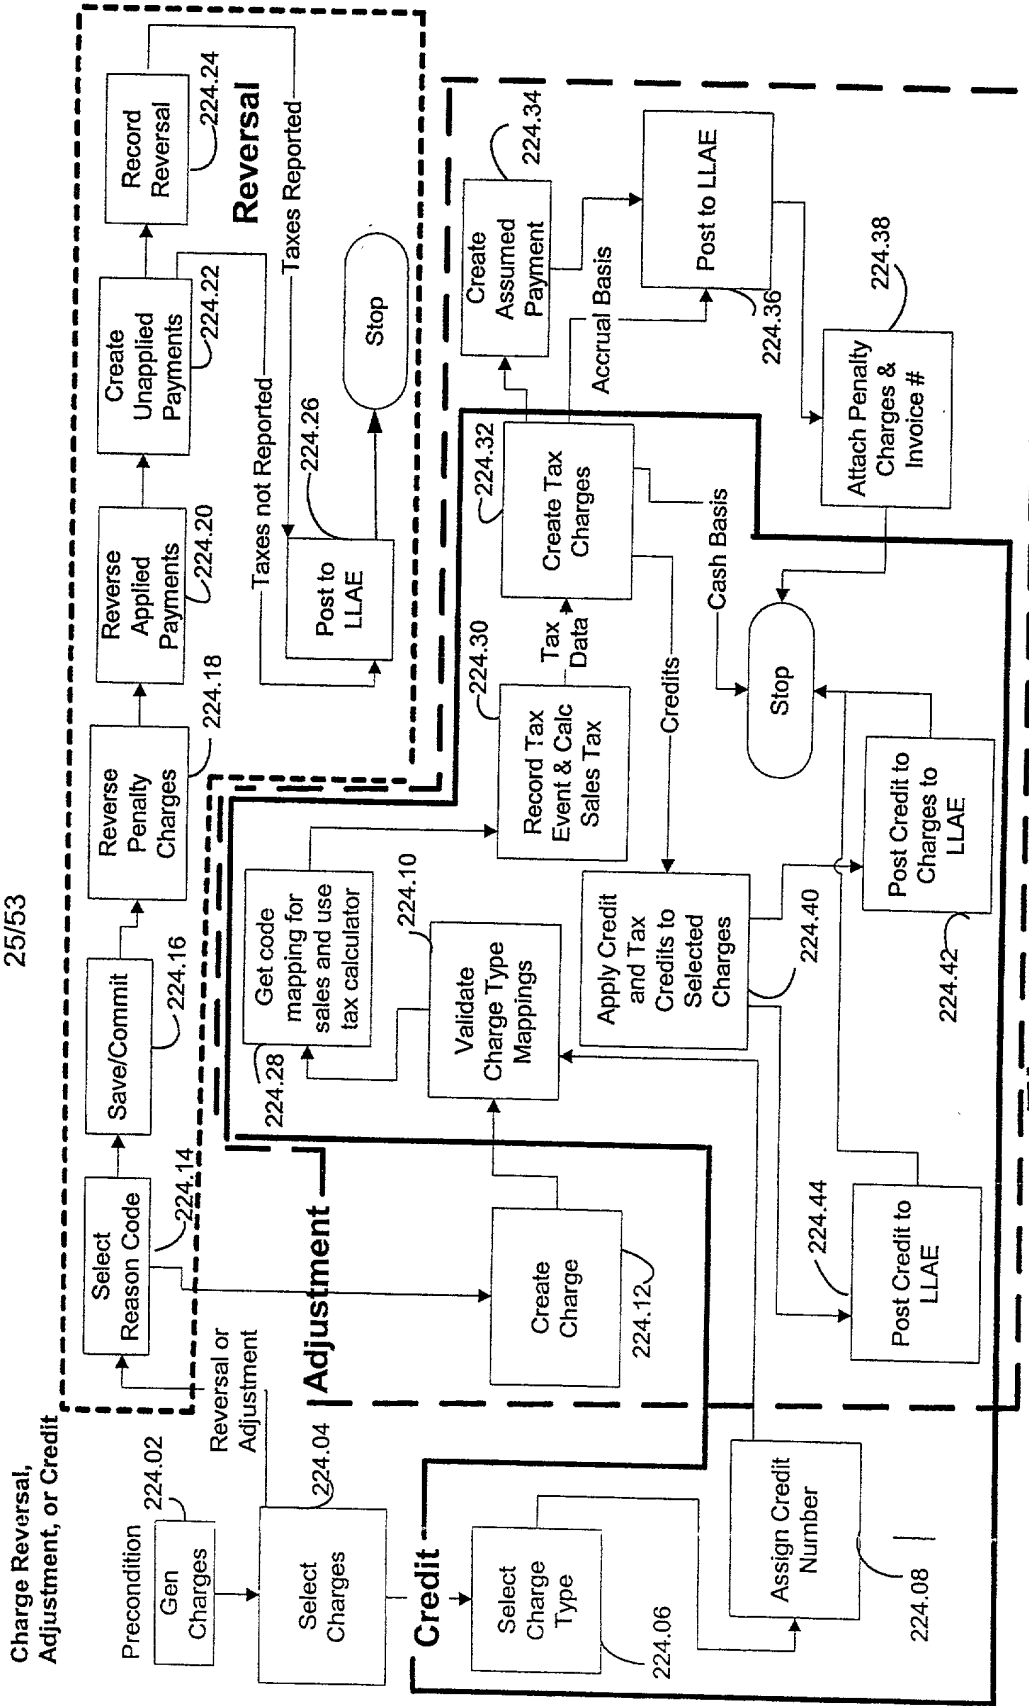 25/53
Charge Reversal,
Adjustment, or Credit
Precondition
224.02
Gen
Charges
Select
Charges
224.04
Reversal or
Adjustment
Select
Reason Code
224.14
Save/Commit
224.16
Reverse
Penalty
Charges
224.18
Reverse
Applied
Payments
224.20
Create
Unapplied
Payments
224.22
Record
Reversal
224.24
Reversal
Taxes not Reported
Taxes Reported
224.26
Post to
LLAE
Stop
Adjustment
Create
Charge
224.12
Get code
mapping for
sales and use
tax calculator
224.28
Validate
Charge Type
Mappings
224.10
224.30
Record Tax
Event & Calc
Sales Tax
Tax
Data
224.32
Create Tax
Charges
Create
Assumed
Payment
224.34
Accrual Basis
Post to LLAE
224.36
Attach Penalty
Charges &
Invoice #
224.38
Credits
Cash Basis
Stop
Credit
Select
Charge
Type
224.06
Assign Credit
Number
224.08
Apply Credit
and Tax
Credits to
Selected
Charges
224.40
Post Credit to
Charges to
LLAE
224.42
224.44
Post Credit to
LLAE